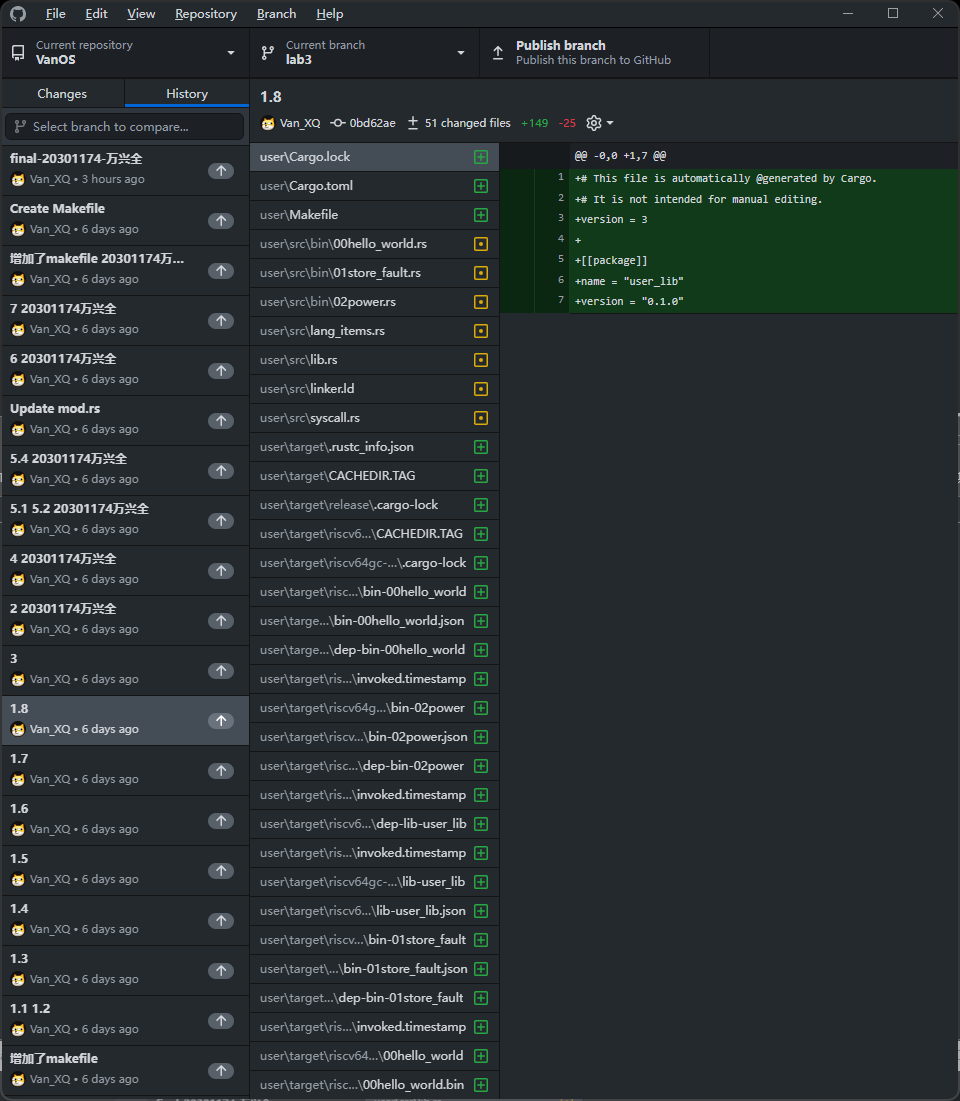 File Edit View Repository Branch Help
Current repository
VanOS
Current branch
lab3
Publish branch
Publish this branch to GitHub
Changes
History
Select branch to compare...
final-20301174-万兴全
Van_XQ • 3 hours ago
Create Makefile
Van_XQ • 6 days ago
增加了makefile 20301174万...
Van_XQ • 6 days ago
7 20301174万兴全
Van_XQ • 6 days ago
6 20301174万兴全
Van_XQ • 6 days ago
Update mod.rs
Van_XQ • 6 days ago
5.4 20301174万兴全
Van_XQ • 6 days ago
5.1 5.2 20301174万兴全
Van_XQ • 6 days ago
4 20301174万兴全
Van_XQ • 6 days ago
2 20301174万兴全
Van_XQ • 6 days ago
3
Van_XQ • 6 days ago
1.8
Van_XQ • 6 days ago
1.7
Van_XQ • 6 days ago
1.6
Van_XQ • 6 days ago
1.5
Van_XQ • 6 days ago
1.4
Van_XQ • 6 days ago
1.3
Van_XQ • 6 days ago
1.1 1.2
Van_XQ • 6 days ago
增加了makefile
Van_XQ • 6 days ago
1.8
Van_XQ 0bd62ae 51 changed files +149 -25
user\Cargo.lock
user\Cargo.toml
user\Makefile
user\src\bin\00hello_world.rs
user\src\bin\01store_fault.rs
user\src\bin\02power.rs
user\src\lang_items.rs
user\src\lib.rs
user\src\linker.ld
user\src\syscall.rs
user\target\.rustc_info.json
user\target\CACHEDIR.TAG
user\target\release\.cargo-lock
user\target\riscv6...\CACHEDIR.TAG
user\target\riscv64gc-...\.cargo-lock
user\target\risc...\bin-00hello_world
user\targe...\bin-00hello_world.json
user\targe...\dep-bin-00hello_world
user\target\ris...\invoked.timestamp
user\target\riscv64g...\bin-02power
user\target\riscv...\bin-02power.json
user\target\risc...\dep-bin-02power
user\target\ris...\invoked.timestamp
user\target\riscv6...\dep-lib-user_lib
user\target\ris...\invoked.timestamp
user\target\riscv64gc-...\lib-user_lib
user\target\riscv6...\lib-user_lib.json
user\target\riscv...\bin-01store_fault
user\target\...\bin-01store_fault.json
user\target...\dep-bin-01store_fault
user\target\ris...\invoked.timestamp
user\target\riscv64...\00hello_world
user\target\risc...\00hello_world.bin
@@ -0,0 +1,7 @@
1 +# This file is automatically @generated by Cargo.
2 +# It is not intended for manual editing.
3 +version = 3
4 +
5 +[[package]]
6 +name = "user_lib"
7 +version = "0.1.0"